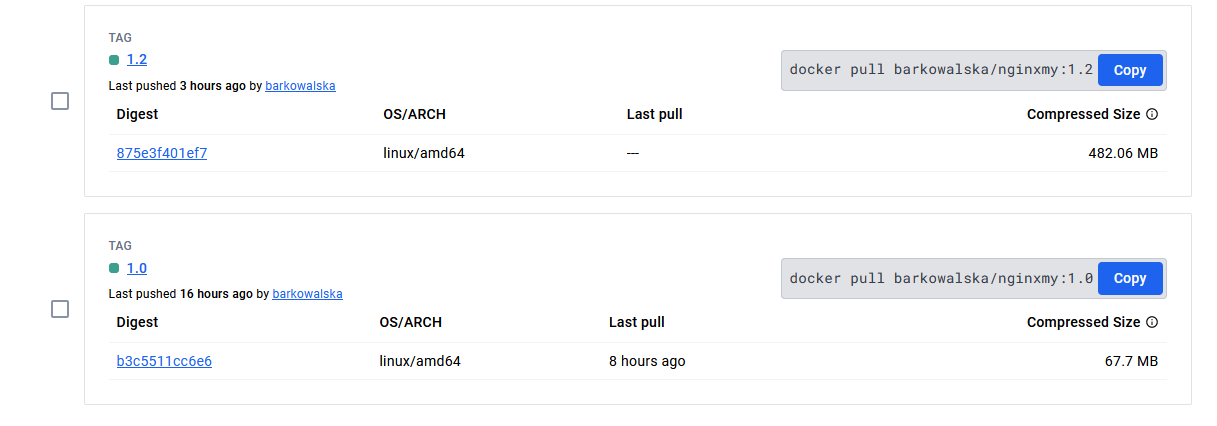 TAG
1.2
docker pull barkowalska/nginxmy:1.2 Copy
Last pushed 3 hours ago by barkowalska
Digest OS/ARCH Last pull Compressed Size
875e3f401ef7 linux/amd64 --- 482.06 MB
TAG
1.0
docker pull barkowalska/nginxmy:1.0 Copy
Last pushed 16 hours ago by barkowalska
Digest OS/ARCH Last pull Compressed Size
b3c5511cc6e6 linux/amd64 8 hours ago 67.7 MB